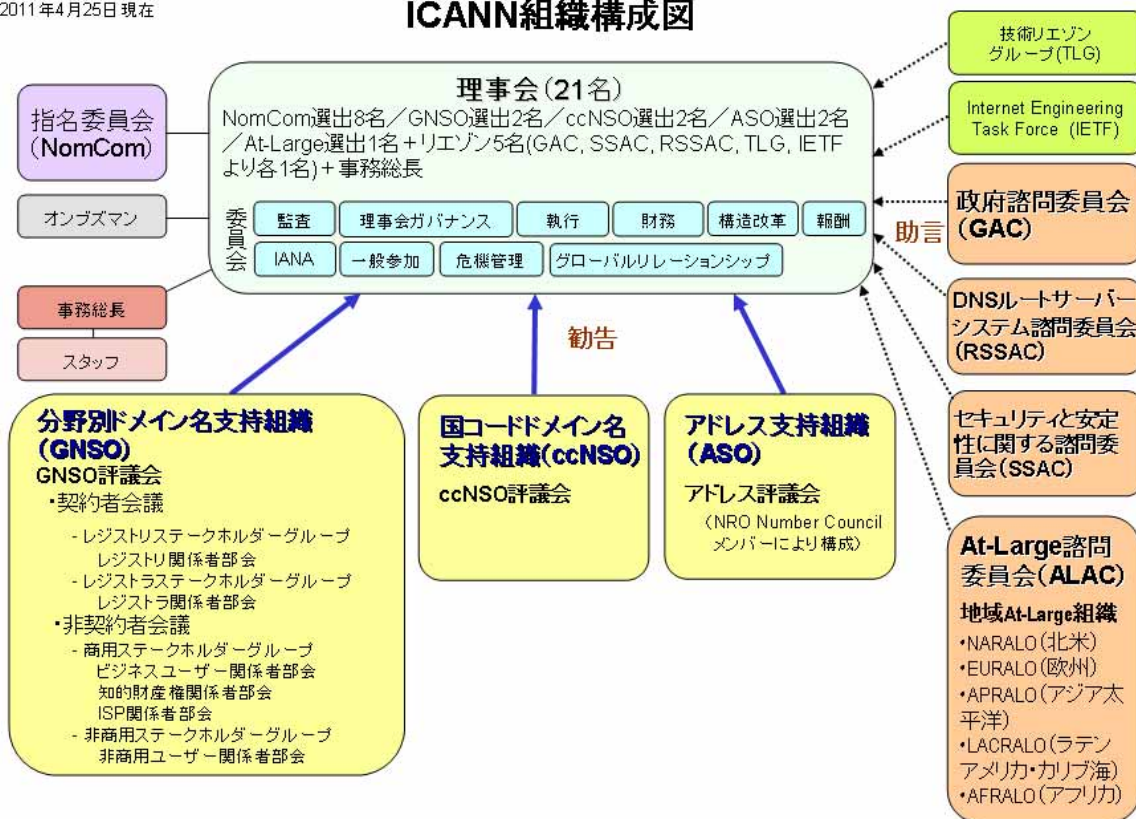 2011年4月25日現在
ICANN組織構成図
指名委員会
(NomCom)
オンブズマン
事務総長
スタッフ
理事会(21名)
NomCom選出8名／GNSO選出2名／ccNSO選出2名／ASO選出2名
／At-Large選出1名+リエゾン5名(GAC, SSAC, RSSAC, TLG, IETF
より各1名)+事務総長
委員会
監査
理事会ガバナンス
執行
財務
構造改革
報酬
IANA
一般参加
危機管理
グローバルリレーションシップ
助言
勧告
技術リエゾン
グループ(TLG)
Internet Engineering
Task Force (IETF)
政府諮問委員会
(GAC)
DNSルートサーバー
システム諮問委員会
(RSSAC)
セキュリティと安定
性に関する諮問委
員会(SSAC)
At-Large諮問
委員会(ALAC)
地域At-Large組織
•NARALO(北米)
•EURALO(欧州)
•APRALO(アジア太
平洋)
•LACRALO(ラテン
アメリカ・カリブ海)
•AFRALO(アフリカ)
分野別ドメイン名支持組織
(GNSO)
GNSO評議会
・契約者会議
- レジストリステークホルダーグループ
レジストリ関係者部会
- レジストラステークホルダーグループ
レジストラ関係者部会
・非契約者会議
- 商用ステークホルダーグループ
ビジネスユーザー関係者部会
知的財産権関係者部会
ISP関係者部会
- 非商用ステークホルダーグループ
非商用ユーザー関係者部会
国コードドメイン名
支持組織(ccNSO)
ccNSO評議会
アドレス支持組織
(ASO)
アドレス評議会
(NRO Number Council
メンバーにより構成)